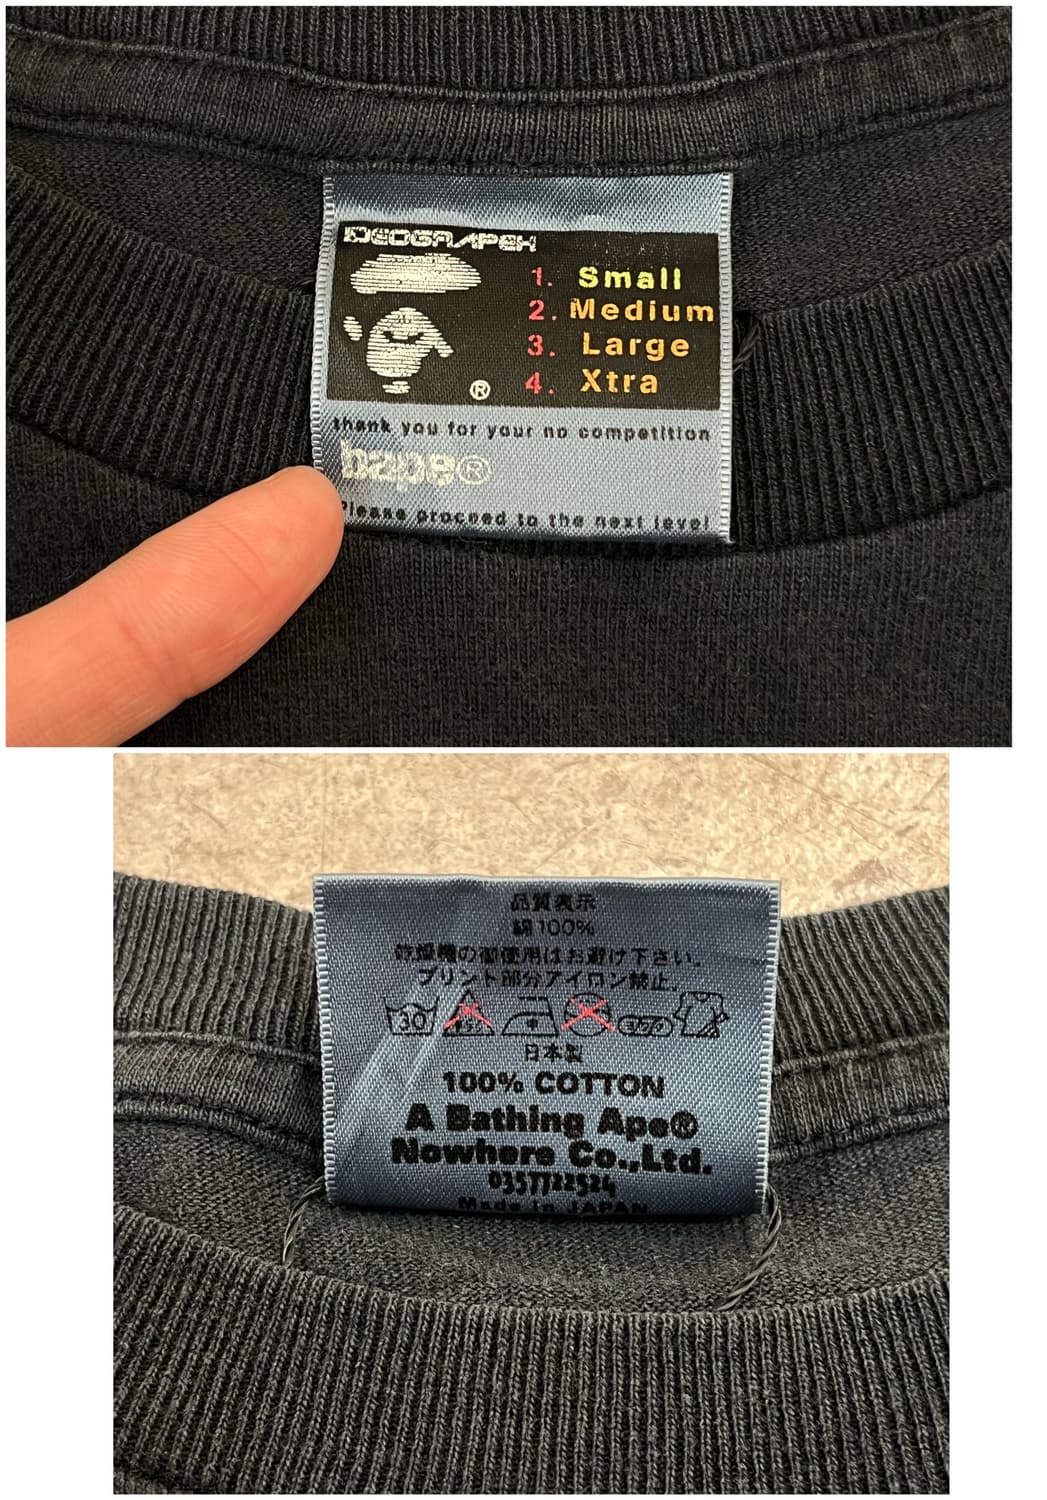 IDEOGRAPEH
1. Small
2. Medium
3. Large
4. Xtra
®
thank you for your no competition
bape®
Please proceed to the next level
品質表示
綿100%
乾燥機の御使用はお避け下さい。
プリント部分アイロン禁止。
30
日本製
100% COTTON
A Bathing Ape®
Nowhere Co.,Ltd.
0357722524
Made in JAPAN